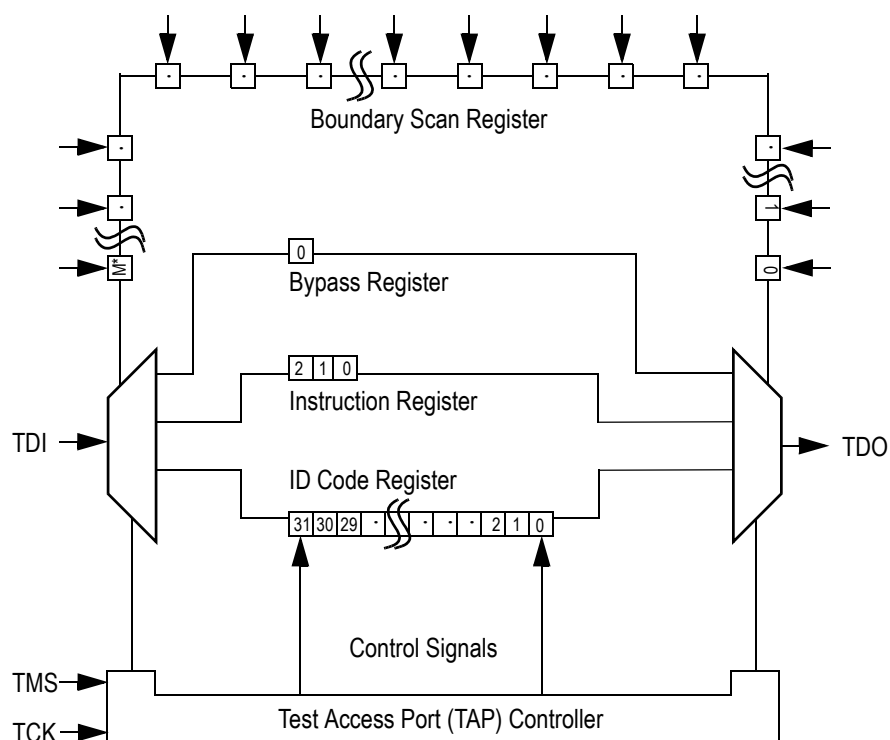 · · · · · · · ·
Boundary Scan Register
· ·
· 1
M* 0
0
Bypass Register
2 1 0
Instruction Register
TDI TDO
ID Code Register
31 30 29 · · · · · 2 1 0
Control Signals
TMS
Test Access Port (TAP) Controller
TCK